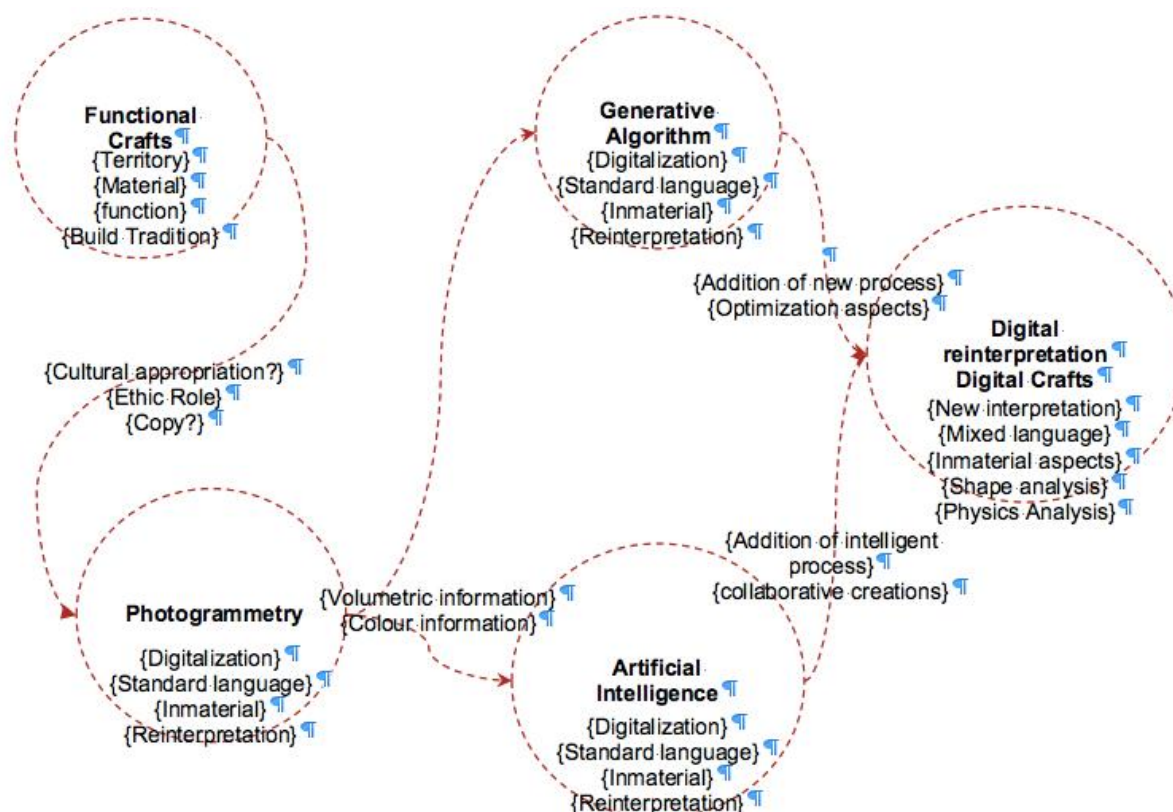 Functional
Crafts¶
{Territory}¶
{Material}¶
{function}¶
{Build Tradition}¶
{Cultural appropriation?}¶
{Ethic Role}¶
{Copy?}¶
Photogrammetry
{Digitalization}¶
{Standard language}¶
{Inmaterial}¶
{Reinterpretation}¶
{Volumetric information}¶
{Colour information}¶
Generative
Algorithm¶
{Digitalization}¶
{Standard language}¶
{Inmaterial}¶
{Reinterpretation}¶
¶
{Addition of new process}¶
{Optimization aspects}¶
Artificial
Intelligence¶
{Digitalization}¶
{Standard language}¶
{Inmaterial}¶
{Reinterpretation}¶
{Addition of intelligent
process}¶
{collaborative creations}¶
Digital
reinterpretation¶
Digital Crafts¶
{New interpretation}¶
{Mixed language}¶
{Inmaterial aspects}¶
{Shape analysis}¶
{Physics Analysis}¶